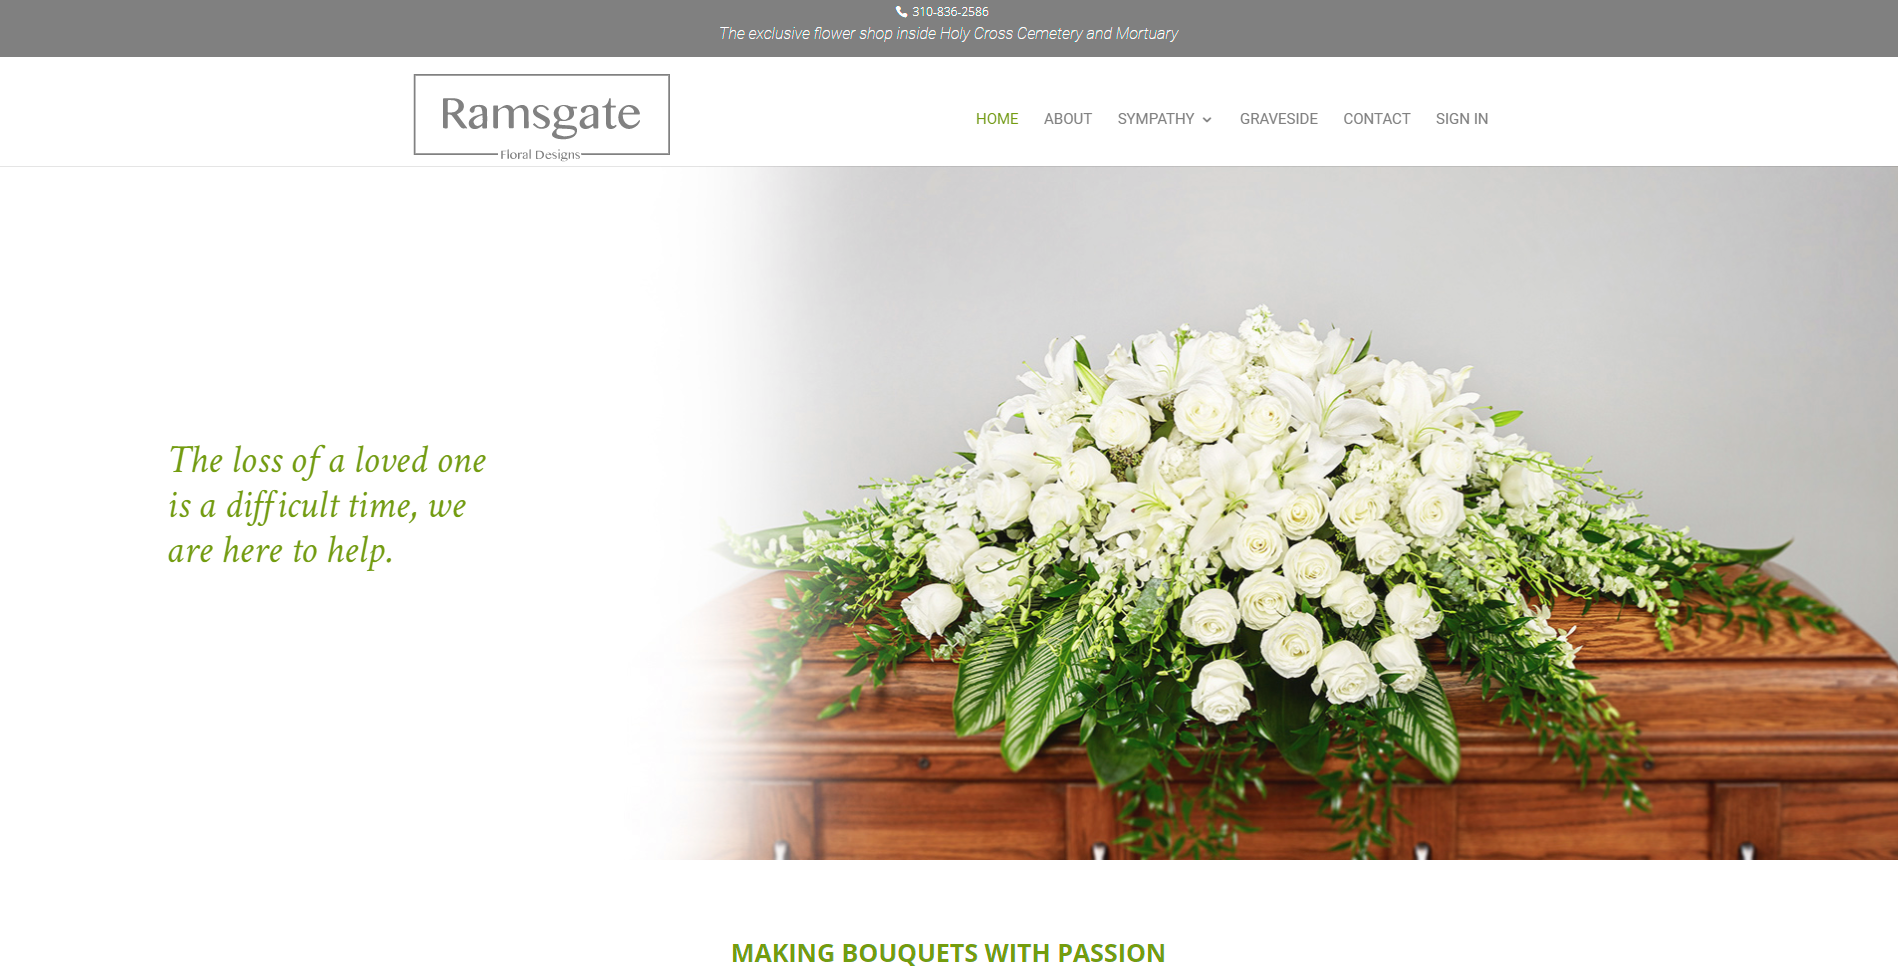 310-836-2586
The exclusive flower shop inside Holy Cross Cemetery and Mortuary
Ramsgate
Floral Designs
HOME ABOUT SYMPATHY GRAVESIDE CONTACT SIGN IN
The loss of a loved one
is a difficult time, we
are here to help.
MAKING BOUQUETS WITH PASSION